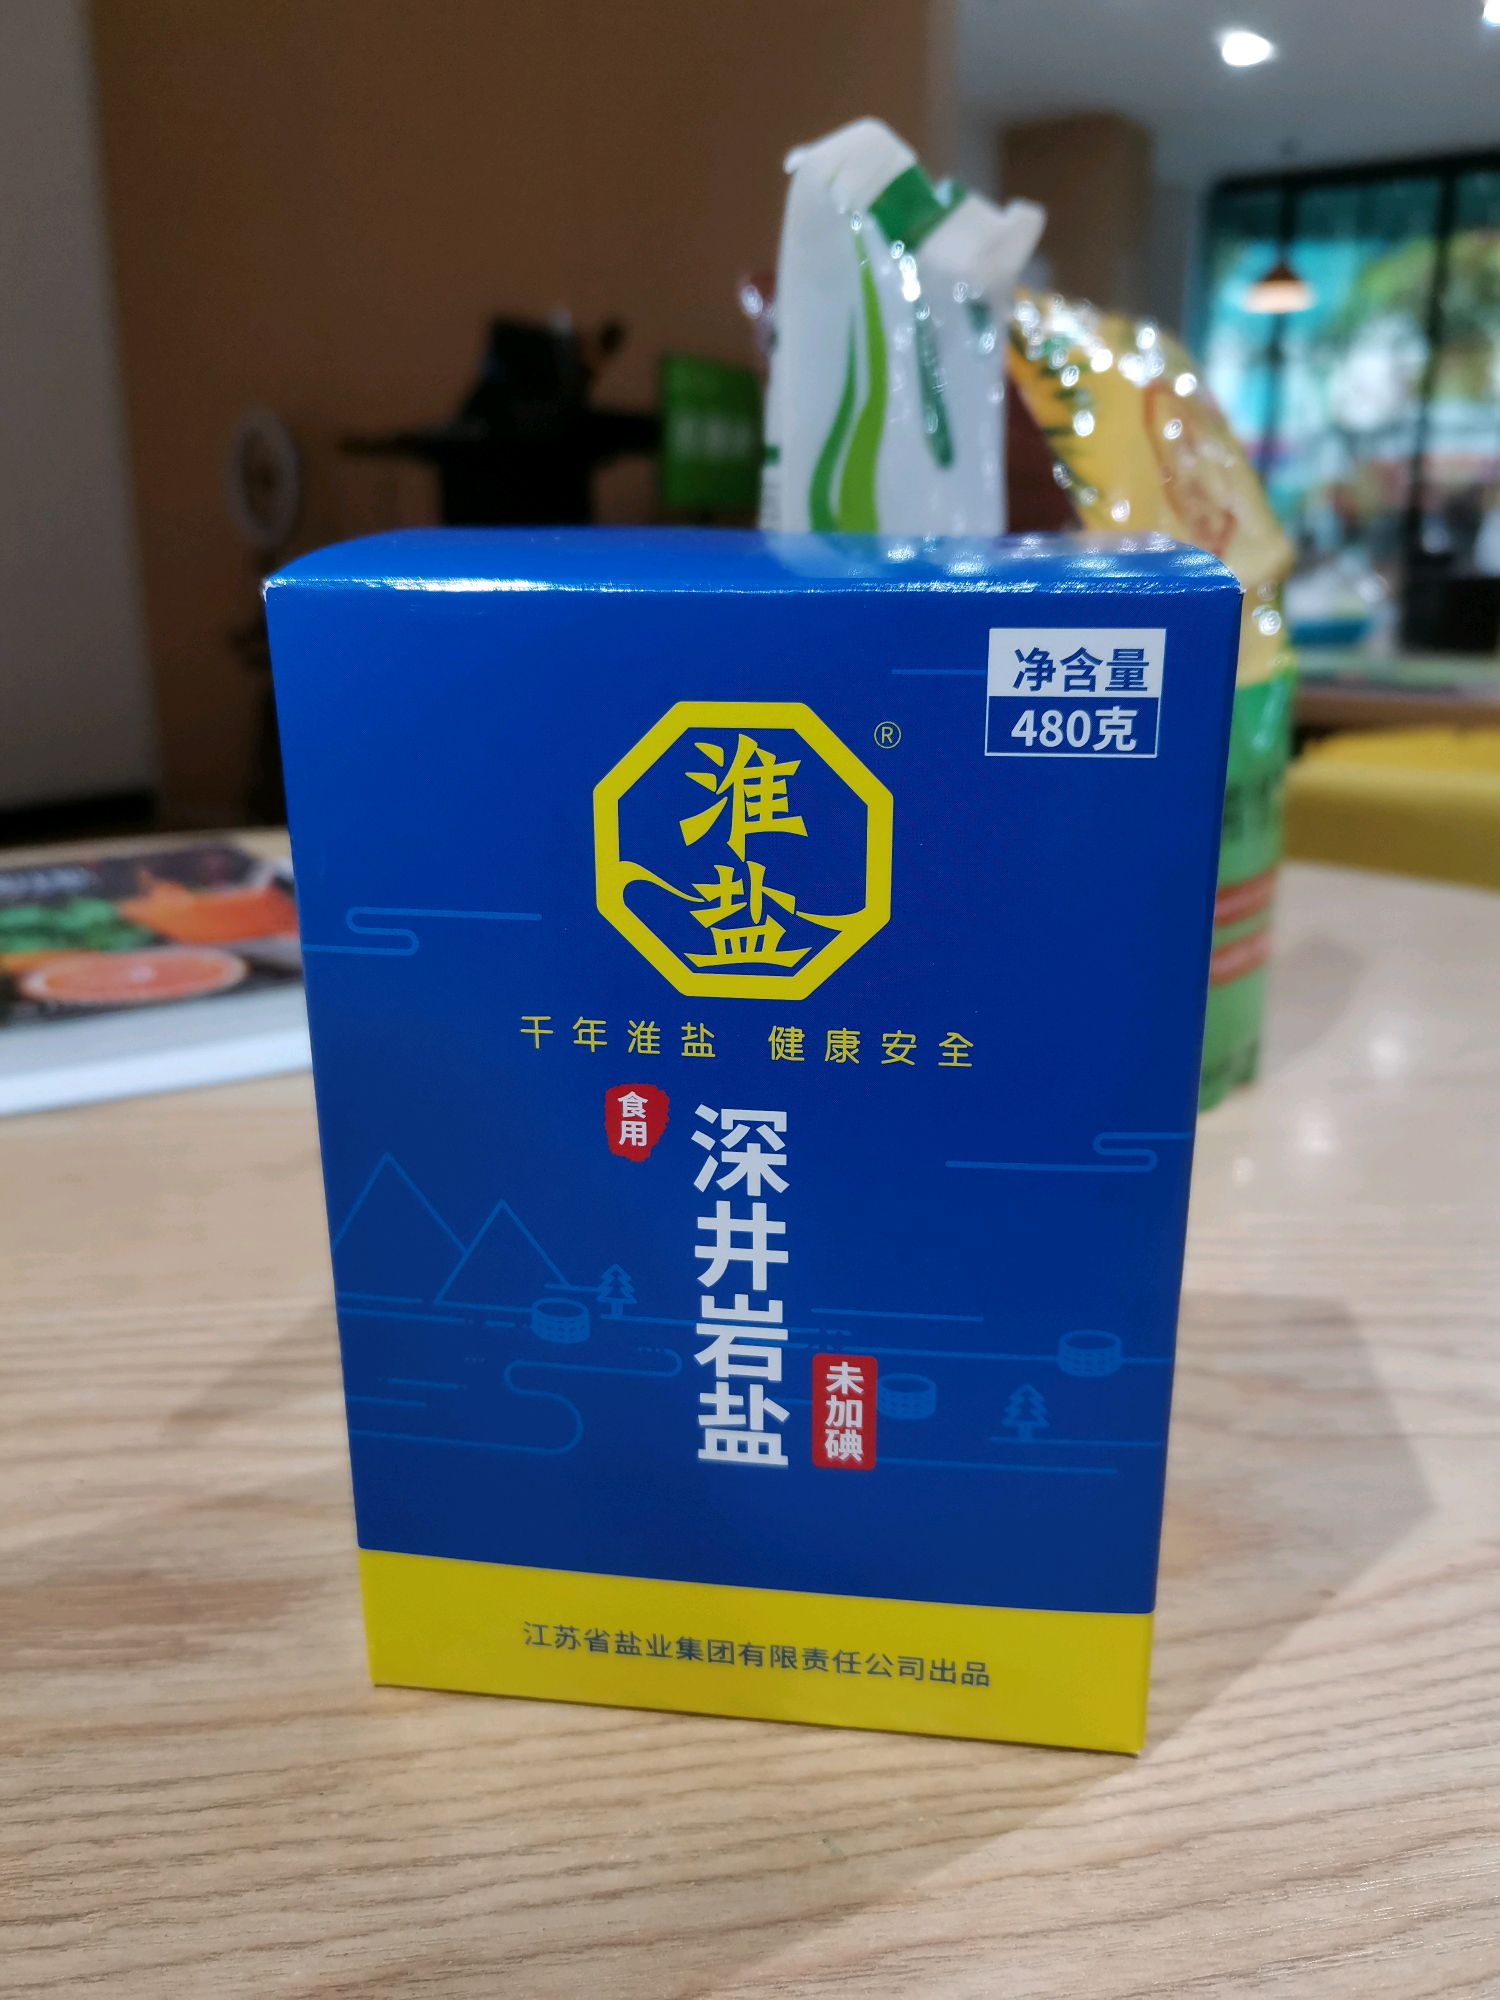 净含量
480克
淮盐
®
千年淮盐 健康安全
食用
深井岩盐
未加碘
江苏省盐业集团有限责任公司出品